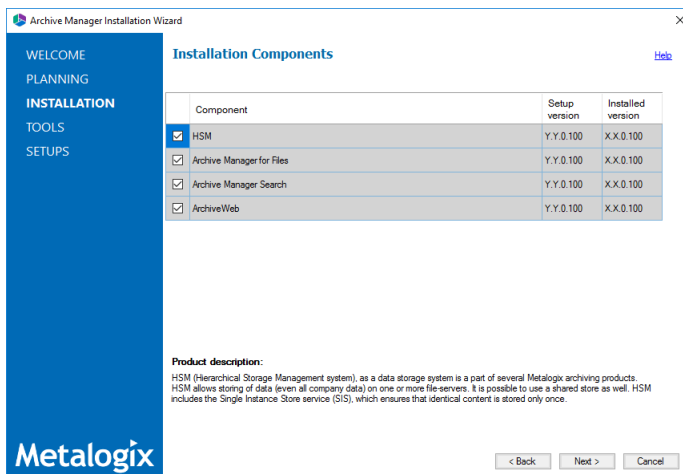 Archive Manager Installation Wizard
WELCOME
PLANNING
INSTALLATION
TOOLS
SETUPS
Installation Components
Help
Component Setup version Installed version
HSM Y.Y.0.100 X.X.0.100
Archive Manager for Files Y.Y.0.100 X.X.0.100
Archive Manager Search Y.Y.0.100 X.X.0.100
ArchiveWeb Y.Y.0.100 X.X.0.100
Product description:
HSM (Hierarchical Storage Management system), as a data storage system is a part of several Metalogix archiving products.
HSM allows storing of data (even all company data) on one or more file-servers. It is possible to use a shared store as well. HSM
includes the Single Instance Store service (SIS), which ensures that identical content is stored only once.
Metalogix
< Back Next > Cancel